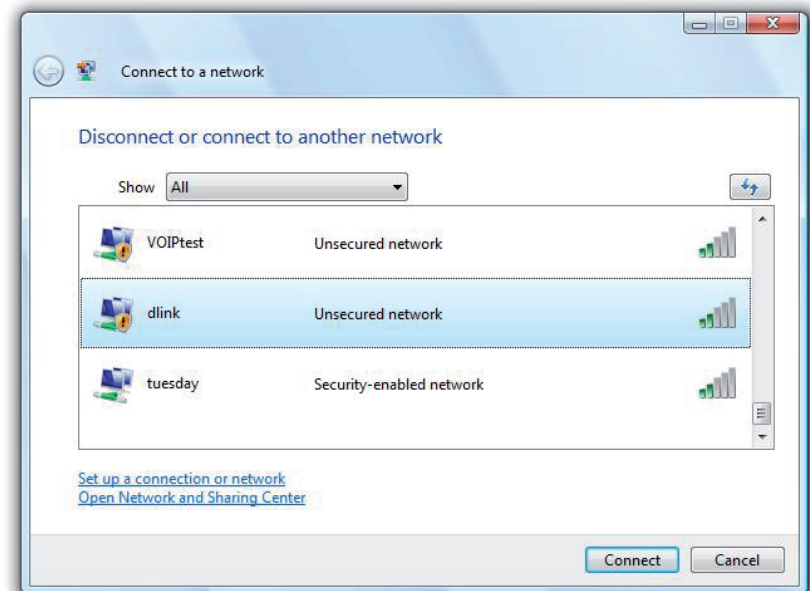 Connect to a network
Disconnect or connect to another network
Show All
VOIPtest Unsecured network
dlink Unsecured network
tuesday Security-enabled network
Set up a connection or network
Open Network and Sharing Center
Connect Cancel